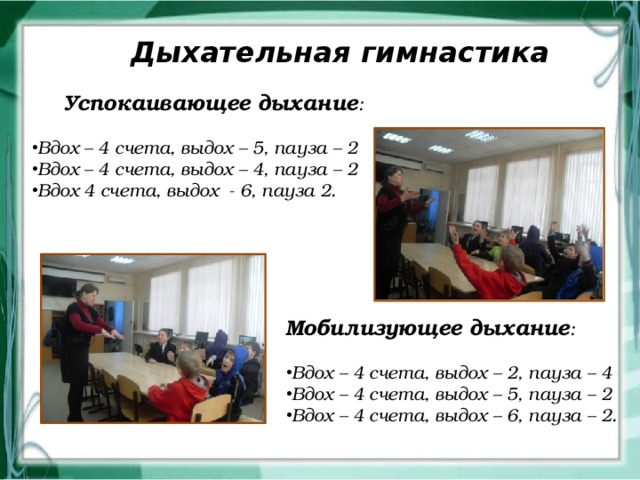 Дыхательная гимнастика
Успокаивающее дыхание:
•Вдох – 4 счета, выдох – 5, пауза – 2
•Вдох – 4 счета, выдох – 4, пауза – 2
•Вдох 4 счета, выдох - 6, пауза 2.
Мобилизующее дыхание:
•Вдох – 4 счета, выдох – 2, пауза – 4
•Вдох – 4 счета, выдох – 5, пауза – 2
•Вдох – 4 счета, выдох – 6, пауза – 2.